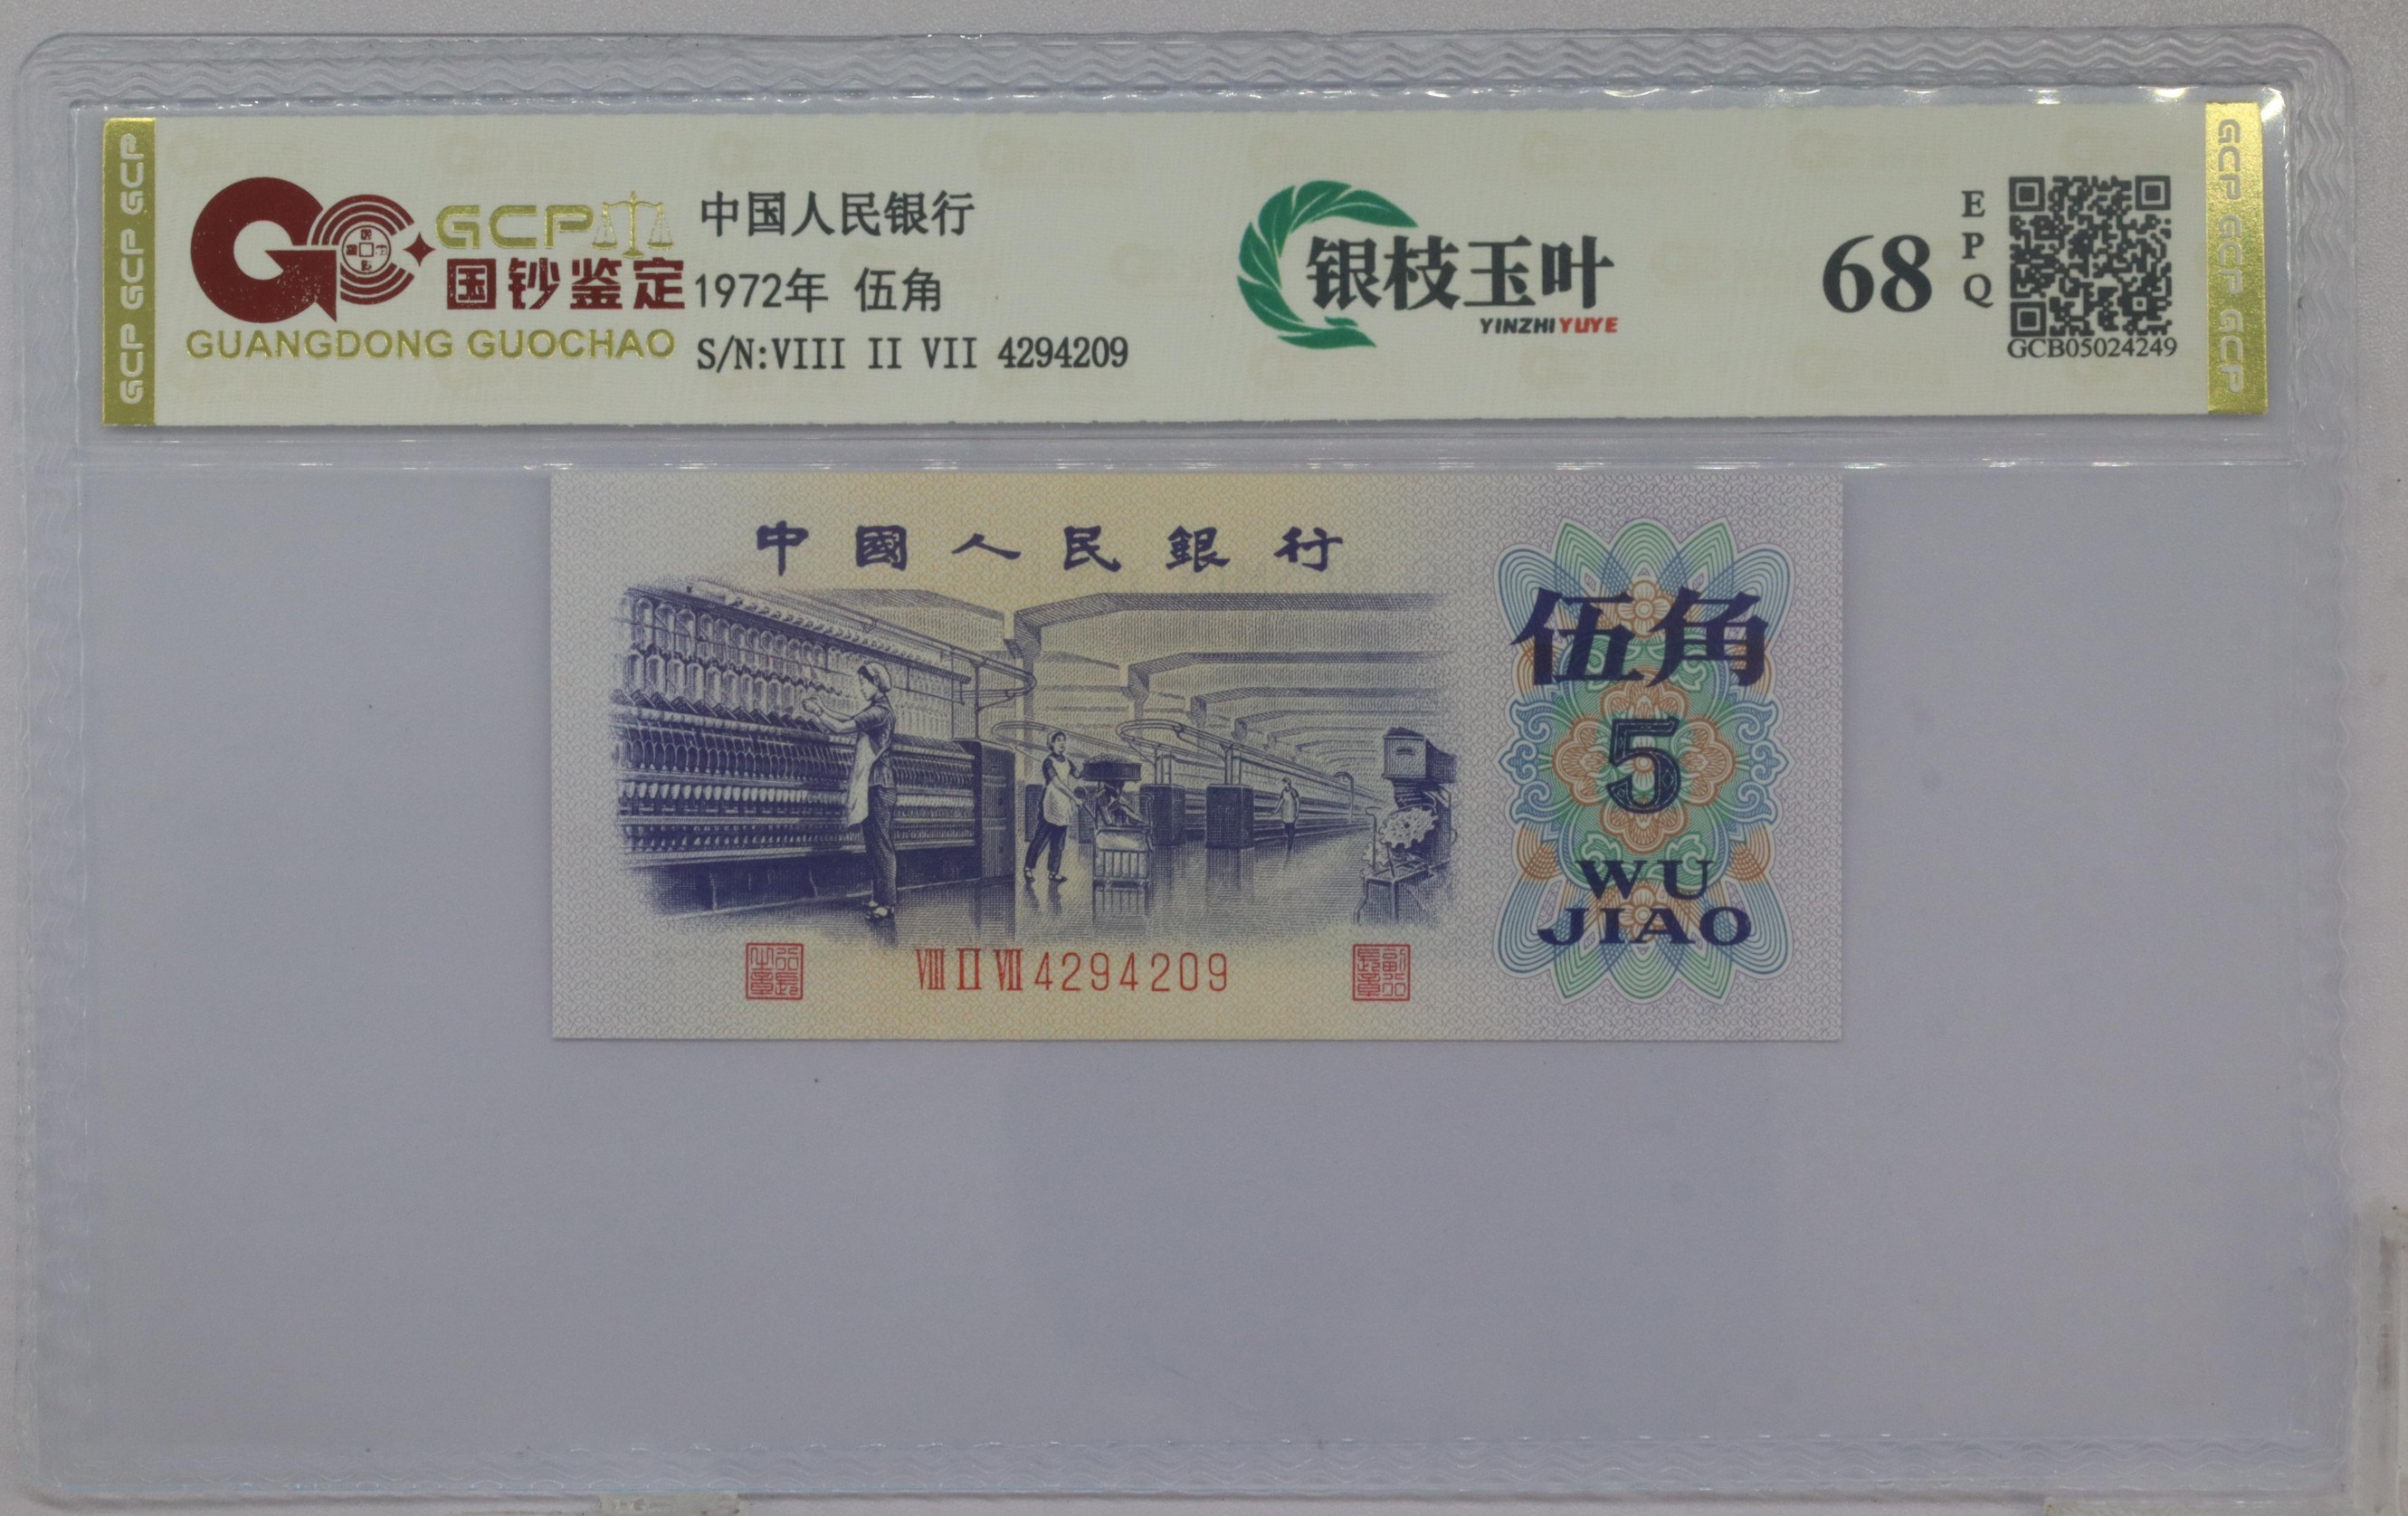 GCP GCP GCP
GCP
国钞鉴定
GUANGDONG GUOCHAO
中国人民银行
1972年 伍角
S/N:VIII II VII 4294209
银枝玉叶
YINZHIYUYE
68
EPQ
GCB05024249
GCP GCP GCP
中國人民銀行
伍角
5
WU
JIAO
VIII II VII 4294209